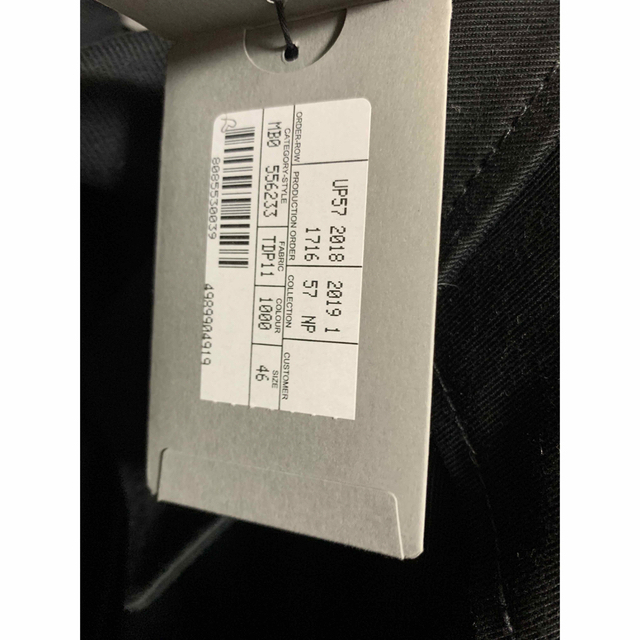 UP57 2018 2019 1
1716 57 NP
ORDER-ROW PRODUCTION ORDER COLLECTION CUSTOMER
CATEGORY-STYLE FABRIC COLOUR SIZE
MB0 556233 TDP11 1000 46
8085530039 4989904919